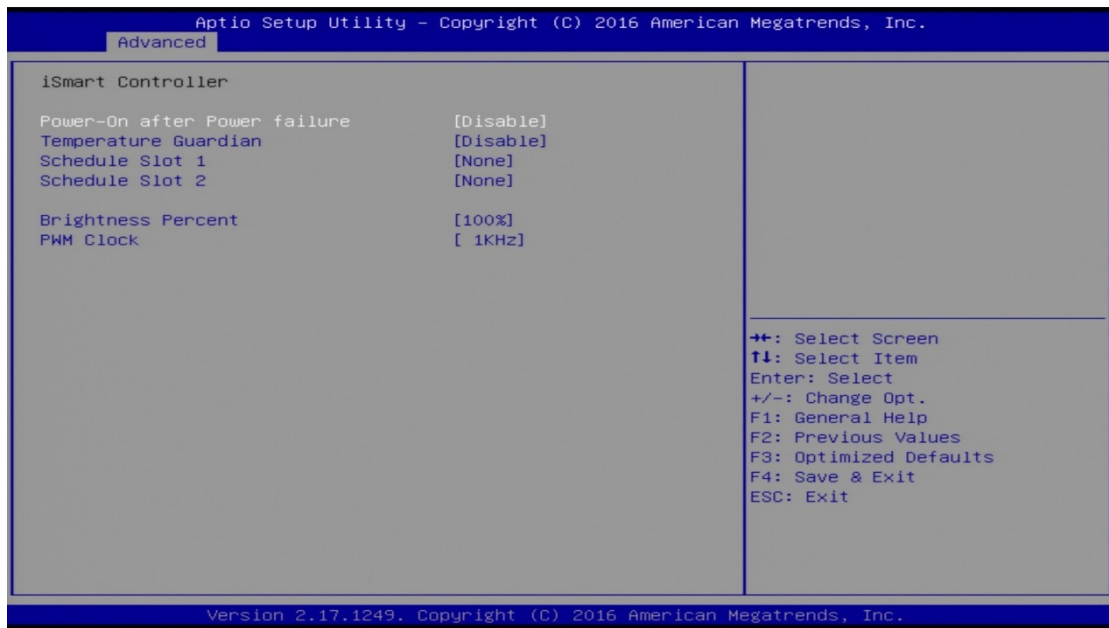 Aptio Setup Utility – Copyright (C) 2016 American Megatrends, Inc.
Advanced
iSmart Controller
Power-On after Power failure [Disable]
Temperature Guardian [Disable]
Schedule Slot 1 [None]
Schedule Slot 2 [None]
Brightness Percent [100%]
PWM Clock [ 1KHz]
→←: Select Screen
↑↓: Select Item
Enter: Select
+/-: Change Opt.
F1: General Help
F2: Previous Values
F3: Optimized Defaults
F4: Save & Exit
ESC: Exit
Version 2.17.1249. Copyright (C) 2016 American Megatrends, Inc.